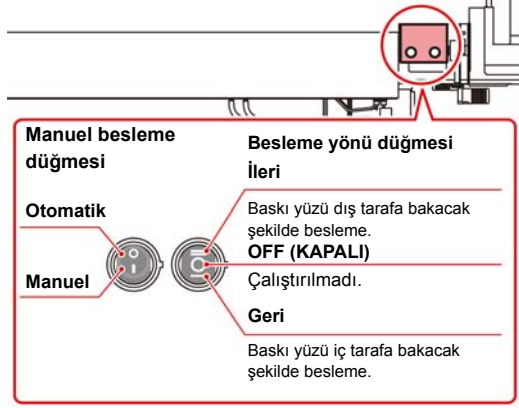 Manuel besleme
düğmesi
Otomatik
Manuel
Besleme yönü düğmesi
İleri
Baskı yüzü dış tarafa bakacak
şekilde besleme.
OFF (KAPALI)
Çalıştırılmadı.
Geri
Baskı yüzü iç tarafa bakacak
şekilde besleme.